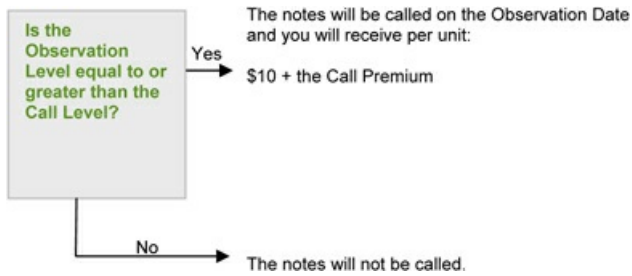 Is the
Observation
Level equal to or
greater than the
Call Level?
Yes
The notes will be called on the Observation Date
and you will receive per unit:
$10 + the Call Premium
No
The notes will not be called.